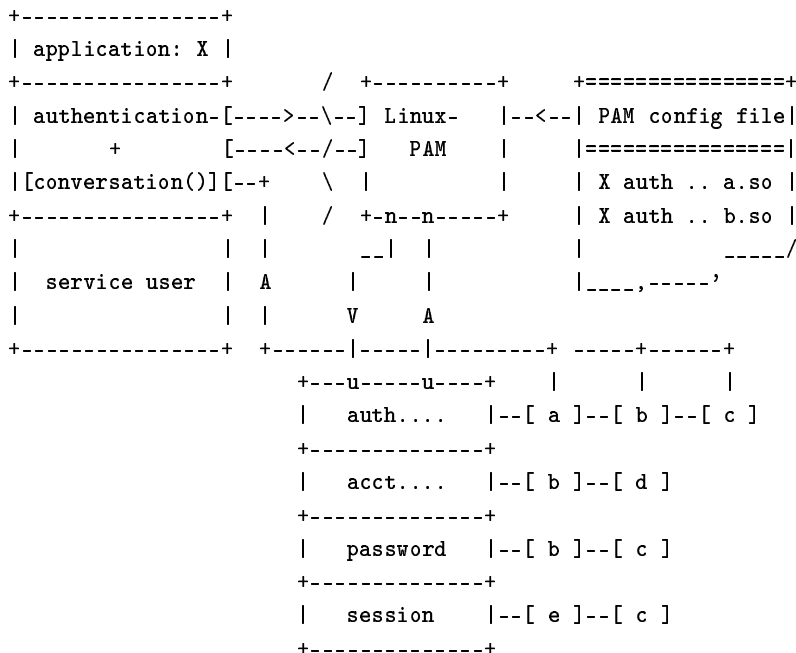 +----------------+
| application: X |
+----------------+       /  +----------+      +================+
| authentication-[---->--\--] Linux-   |--<--| PAM config file|
|       +        [----<--/--]   PAM    |      |================|
|[conversation()][--+    \  |          |      | X auth .. a.so |
+----------------+  |    /  +-n--n-----+      | X auth .. b.so |
|                |  |       __| |             |           _____/
|  service user  |  A      |    |             |____,-----'
|                |  |      V    A
+----------------+  +------|-----|---------+ -----+------+
                        +---u-----u----+   |      |      |
                        |   auth....   |--[ a ]--[ b ]--[ c ]
                        +--------------+
                        |   acct....   |--[ b ]--[ d ]
                        +--------------+
                        |   password   |--[ b ]--[ c ]
                        +--------------+
                        |   session    |--[ e ]--[ c ]
                        +--------------+